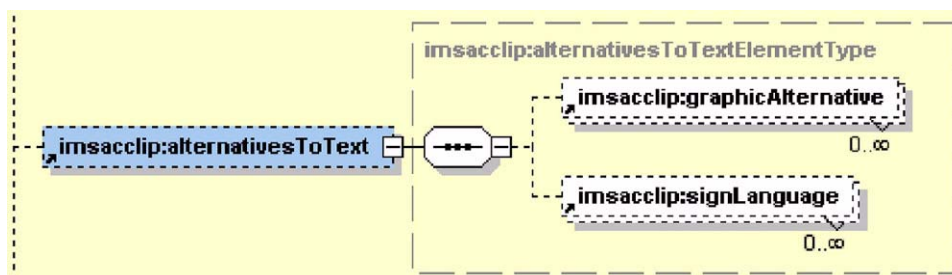 imsacclip:alternativesToTextElementType
imsacclip:graphicAlternative
0..∞
imsacclip:alternativesToText
imsacclip:signLanguage
0..∞